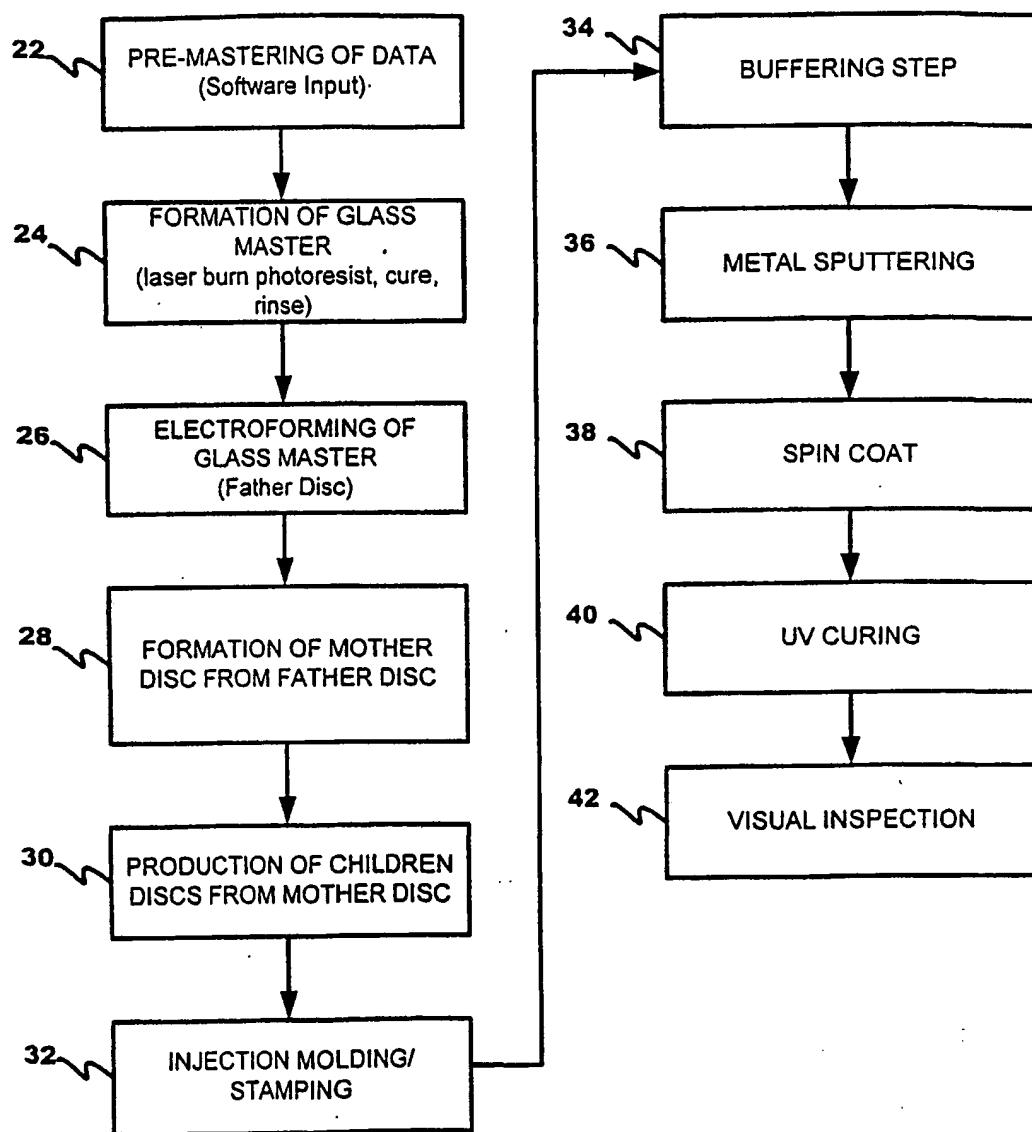 22
PRE-MASTERING OF DATA
(Software Input)
24
FORMATION OF GLASS
MASTER
(laser burn photoresist, cure,
rinse)
26
ELECTROFORMING OF
GLASS MASTER
(Father Disc)
28
FORMATION OF MOTHER
DISC FROM FATHER DISC
30
PRODUCTION OF CHILDREN
DISCS FROM MOTHER DISC
32
INJECTION MOLDING/
STAMPING
34
BUFFERING STEP
36
METAL SPUTTERING
38
SPIN COAT
40
UV CURING
42
VISUAL INSPECTION